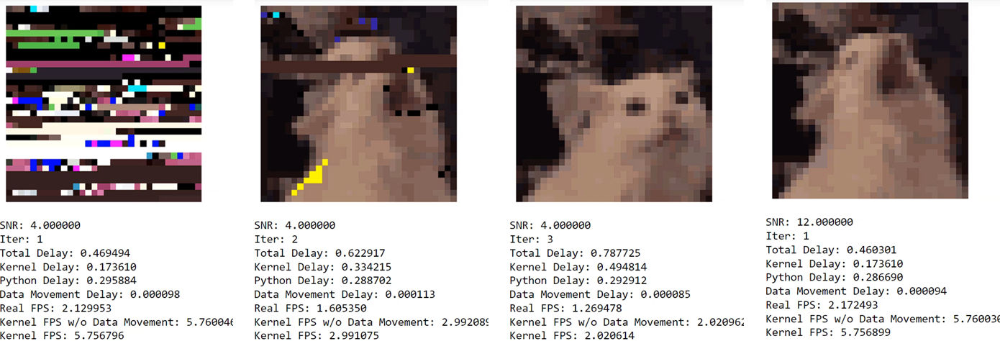 SNR: 4.000000
Iter: 1
Total Delay: 0.469494
Kernel Delay: 0.173610
Python Delay: 0.295884
Data Movement Delay: 0.000098
Real FPS: 2.129953
Kernel FPS w/o Data Movement: 5.760046
Kernel FPS: 5.756796
SNR: 4.000000
Iter: 2
Total Delay: 0.622917
Kernel Delay: 0.334215
Python Delay: 0.288702
Data Movement Delay: 0.000113
Real FPS: 1.605350
Kernel FPS w/o Data Movement: 2.992089
Kernel FPS: 2.991075
SNR: 4.000000
Iter: 3
Total Delay: 0.787725
Kernel Delay: 0.494814
Python Delay: 0.292912
Data Movement Delay: 0.000085
Real FPS: 1.269478
Kernel FPS w/o Data Movement: 2.020962
Kernel FPS: 2.020614
SNR: 12.000000
Iter: 1
Total Delay: 0.460301
Kernel Delay: 0.173610
Python Delay: 0.286690
Data Movement Delay: 0.000094
Real FPS: 2.172493
Kernel FPS w/o Data Movement: 5.760030
Kernel FPS: 5.756899